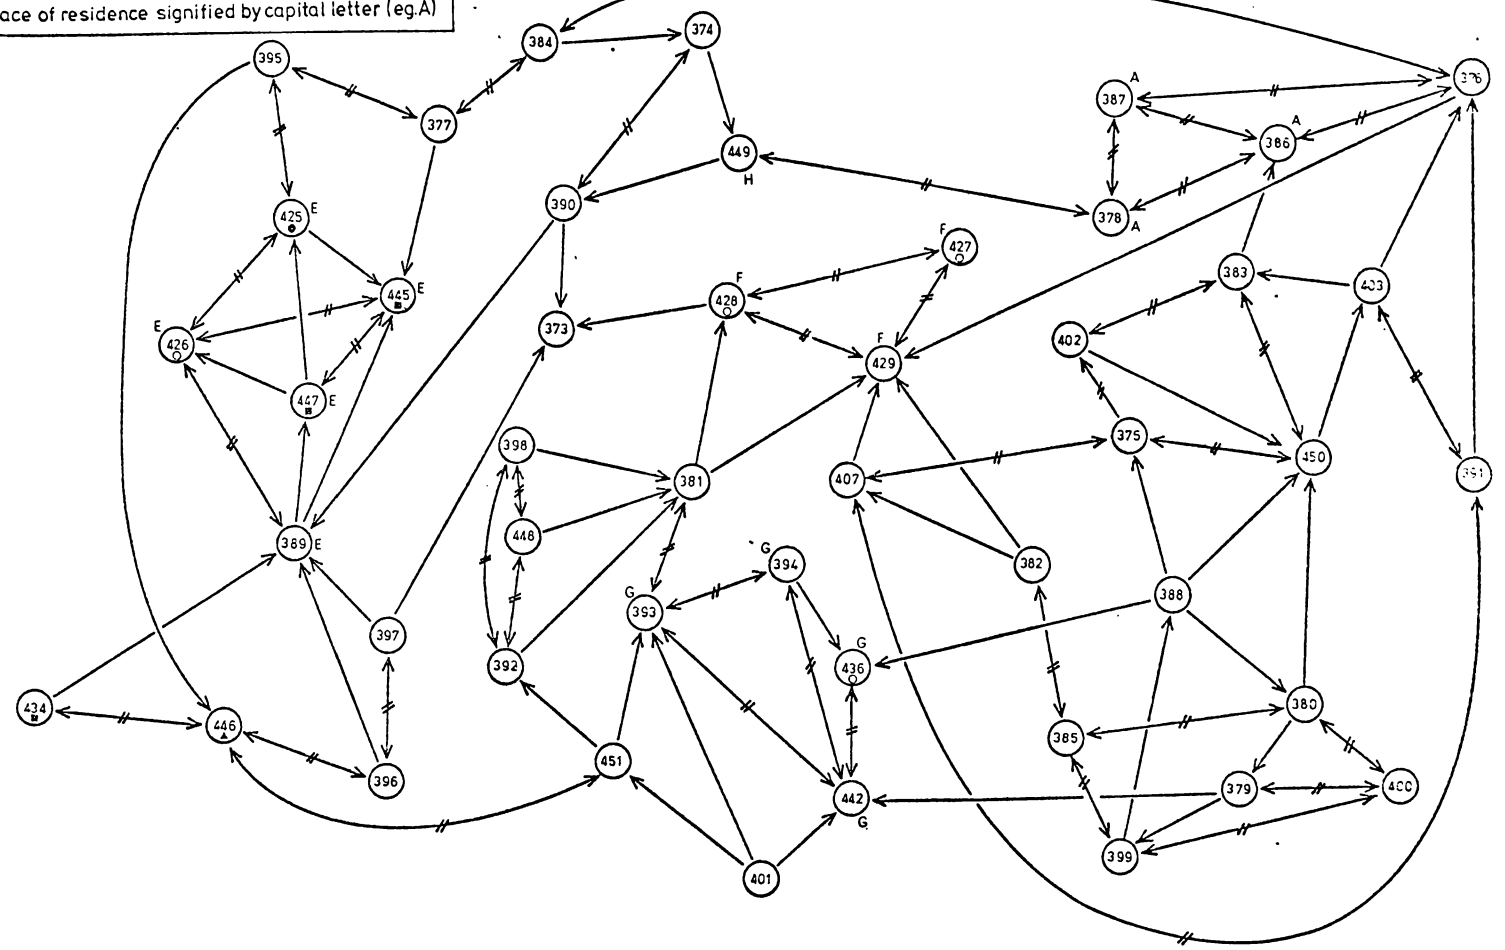 ace of residence signified by capital letter (eg.A)
384
374
395
376
387 A
377
386 A
449 H
390
378 A
425 E
427 F
383
403
445 E
428 F
373
402
426 E
429 F
447 E
375
398
450
391
381
407
448
389 E
394 G
382
388
393 G
397
392
436 G
434
446
380
385
451
396
442 G
379
400
399
401